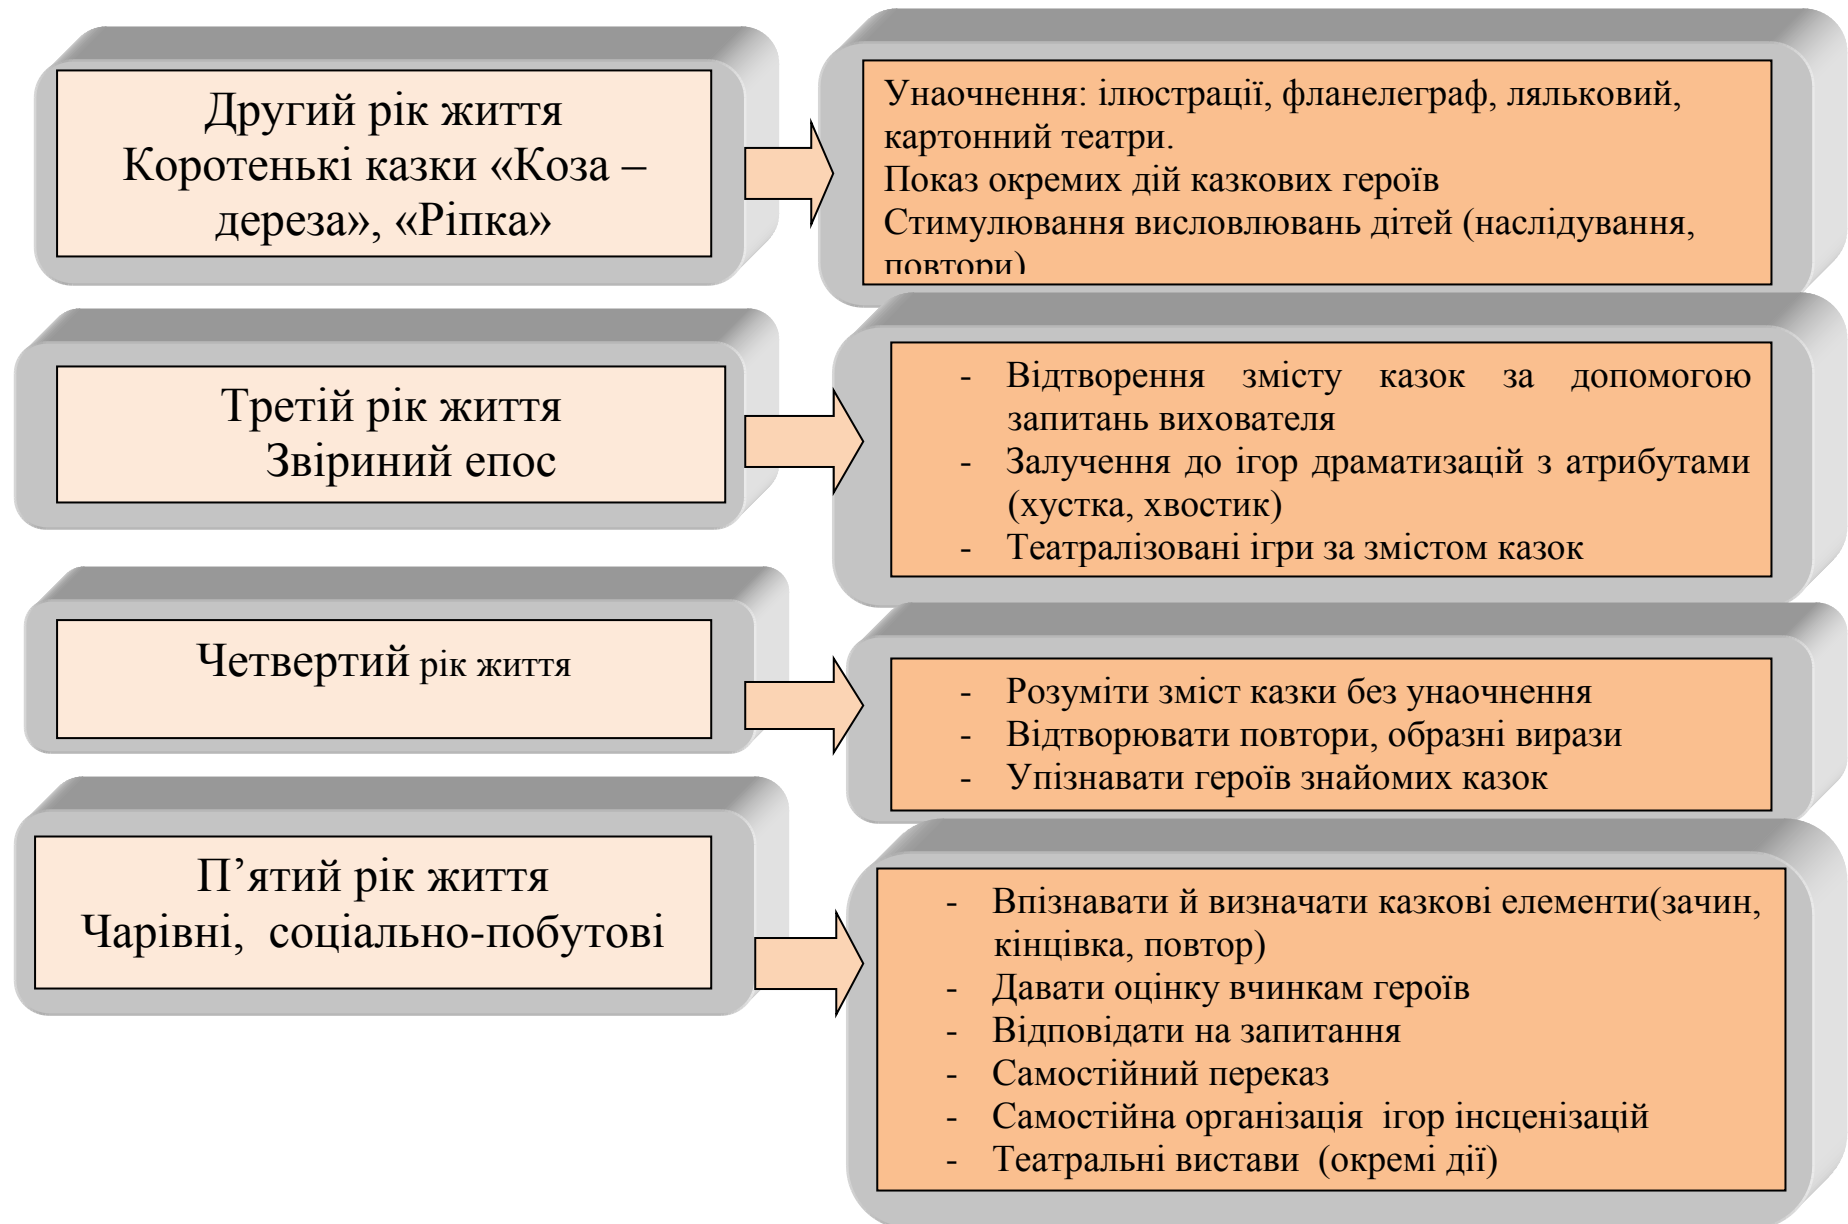 Другий рік життя
Коротенькі казки «Коза –
дереза», «Ріпка»
Унаочнення: ілюстрації, фланелеграф, ляльковий,
картонний театри.
Показ окремих дій казкових героїв
Стимулювання висловлювань дітей (наслідування,
повтори)
Третій рік життя
Звіриний епос
- Відтворення змісту казок за допомогою
запитань вихователя
- Залучення до ігор драматизацій з атрибутами
(хустка, хвостик)
- Театралізовані ігри за змістом казок
Четвертий рік життя
- Розуміти зміст казки без унаочнення
- Відтворювати повтори, образні вирази
- Упізнавати героїв знайомих казок
П’ятий рік життя
Чарівні, соціально-побутові
- Впізнавати й визначати казкові елементи(зачин,
кінцівка, повтор)
- Давати оцінку вчинкам героїв
- Відповідати на запитання
- Самостійний переказ
- Самостійна організація ігор інсценізацій
- Театральні вистави (окремі дії)